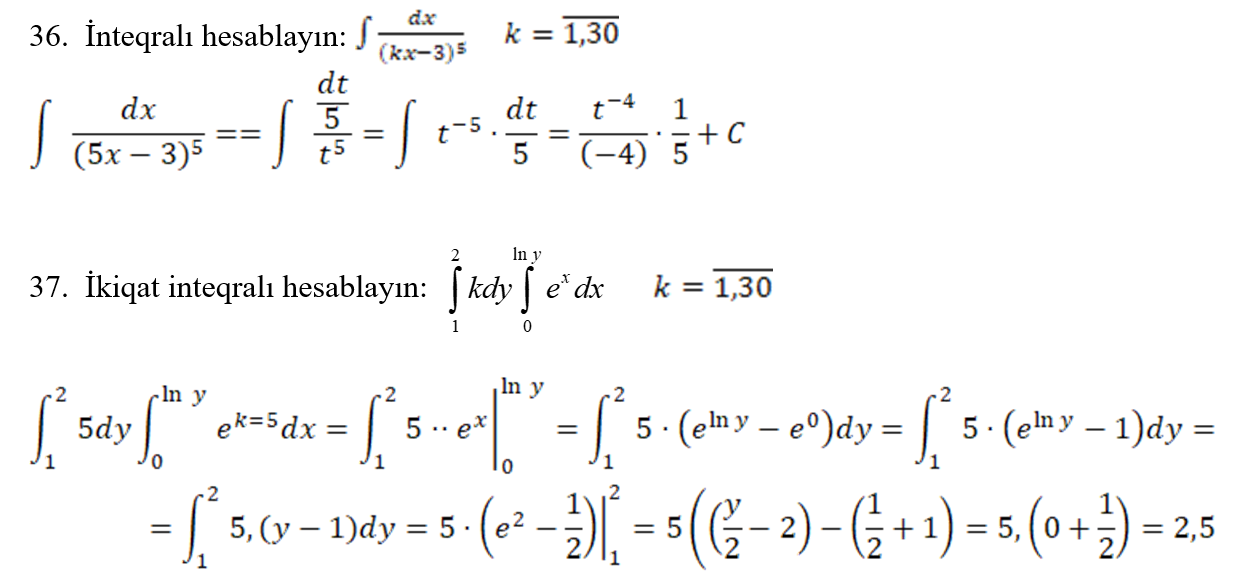 36. İnteqralı hesablayın: ∫ dx/(kx−3)⁵ k = 1,30
∫ dx/(5x − 3)⁵ == ∫ (dt/5)/t⁵ = ∫ t⁻⁵ · dt/5 = t⁻⁴/(−4) · 1/5 + C
37. İkiqat inteqralı hesablayın: ∫₁² kdy ∫₀^(ln y) eˣ dx k = 1,30
∫₁² 5dy ∫₀^(ln y) e^(k=5) dx = ∫₁² 5 ·· eˣ|₀^(ln y) = ∫₁² 5 · (e^(ln y) − e⁰)dy = ∫₁² 5 · (e^(ln y) − 1)dy =
= ∫₁² 5, (y − 1)dy = 5 · (e² − 1/2)|₁² = 5((y/2 − 2) − (1/2 + 1) = 5, (0 + 1/2) = 2,5